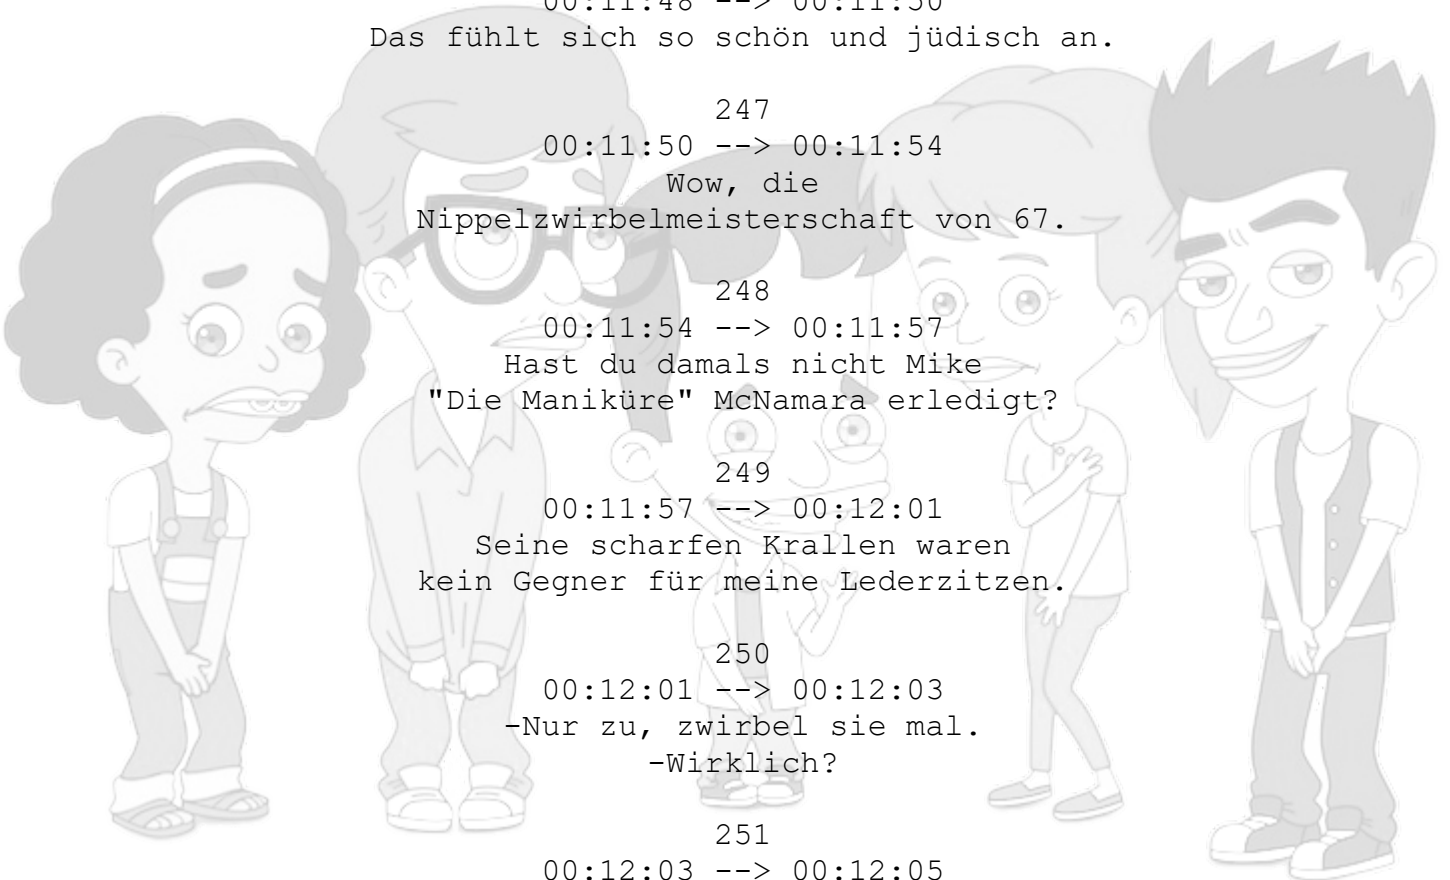 00:11:48 --> 00:11:50
Das fühlt sich so schön und jüdisch an.
247
00:11:50 --> 00:11:54
Wow, die
Nippelzwirbelmeisterschaft von 67.
248
00:11:54 --> 00:11:57
Hast du damals nicht Mike
"Die Maniküre" McNamara erledigt?
249
00:11:57 --> 00:12:01
Seine scharfen Krallen waren
kein Gegner für meine Lederzitzen.
250
00:12:01 --> 00:12:03
-Nur zu, zwirbel sie mal.
-Wirklich?
251
00:12:03 --> 00:12:05